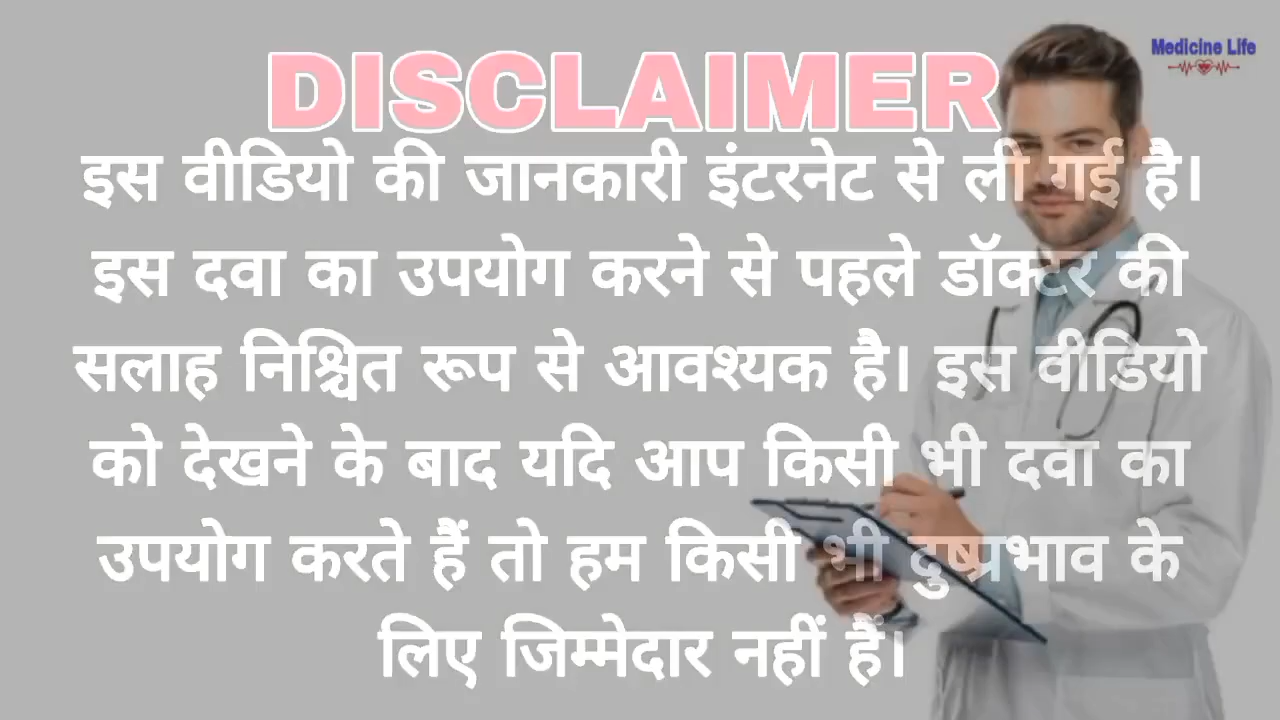 Medicine Life
DISCLAIMER
इस वीडियो की जानकारी इंटरनेट से ली गई है।
इस दवा का उपयोग करने से पहले डॉक्टर की
सलाह निश्चित रूप से आवश्यक है। इस वीडियो
को देखने के बाद यदि आप किसी भी दवा का
उपयोग करते हैं तो हम किसी भी दुष्प्रभाव के
लिए जिम्मेदार नहीं हैं।